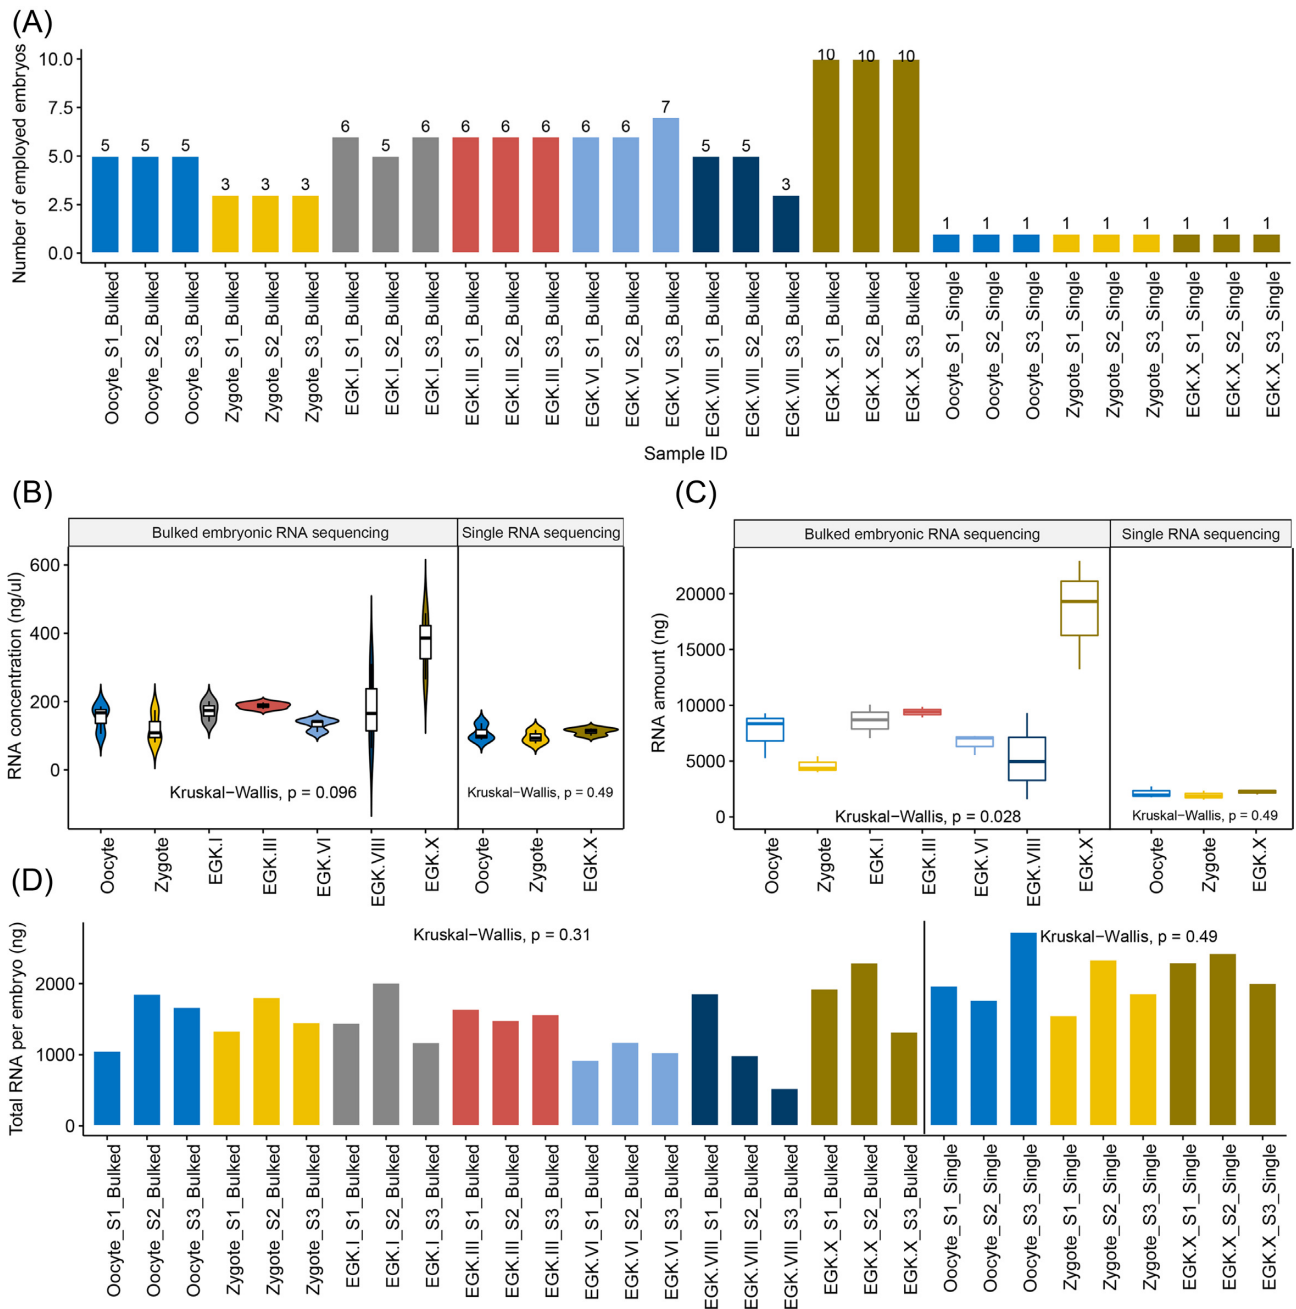 (A)
Number of employed embryos
10.0
7.5
5.0
2.5
0.0
5 5 5 3 3 3 6 5 6 6 6 6 6 6 7 5 5 3 10 10 10 1 1 1 1 1 1 1 1 1
Oocyte_S1_Bulked
Oocyte_S2_Bulked
Oocyte_S3_Bulked
Zygote_S1_Bulked
Zygote_S2_Bulked
Zygote_S3_Bulked
EGK.I_S1_Bulked
EGK.I_S2_Bulked
EGK.I_S3_Bulked
EGK.III_S1_Bulked
EGK.III_S2_Bulked
EGK.III_S3_Bulked
EGK.VI_S1_Bulked
EGK.VI_S2_Bulked
EGK.VI_S3_Bulked
EGK.VIII_S1_Bulked
EGK.VIII_S2_Bulked
EGK.VIII_S3_Bulked
EGK.X_S1_Bulked
EGK.X_S2_Bulked
EGK.X_S3_Bulked
Oocyte_S1_Single
Oocyte_S2_Single
Oocyte_S3_Single
Zygote_S1_Single
Zygote_S2_Single
Zygote_S3_Single
EGK.X_S1_Single
EGK.X_S2_Single
EGK.X_S3_Single
Sample ID
(B)
Bulked embryonic RNA sequencing
Single RNA sequencing
RNA concentration (ng/ul)
600
400
200
0
Kruskal−Wallis, p = 0.096
Kruskal−Wallis, p = 0.49
Oocyte
Zygote
EGK.I
EGK.III
EGK.VI
EGK.VIII
EGK.X
Oocyte
Zygote
EGK.X
(C)
Bulked embryonic RNA sequencing
Single RNA sequencing
RNA amount (ng)
20000
15000
10000
5000
0
Kruskal−Wallis, p = 0.028
Kruskal−Wallis, p = 0.49
Oocyte
Zygote
EGK.I
EGK.III
EGK.VI
EGK.VIII
EGK.X
Oocyte
Zygote
EGK.X
(D)
Total RNA per embryo (ng)
2000
1000
0
Kruskal−Wallis, p = 0.31
Kruskal−Wallis, p = 0.49
Oocyte_S1_Bulked
Oocyte_S2_Bulked
Oocyte_S3_Bulked
Zygote_S1_Bulked
Zygote_S2_Bulked
Zygote_S3_Bulked
EGK.I_S1_Bulked
EGK.I_S2_Bulked
EGK.I_S3_Bulked
EGK.III_S1_Bulked
EGK.III_S2_Bulked
EGK.III_S3_Bulked
EGK.VI_S1_Bulked
EGK.VI_S2_Bulked
EGK.VI_S3_Bulked
EGK.VIII_S1_Bulked
EGK.VIII_S2_Bulked
EGK.VIII_S3_Bulked
EGK.X_S1_Bulked
EGK.X_S2_Bulked
EGK.X_S3_Bulked
Oocyte_S1_Single
Oocyte_S2_Single
Oocyte_S3_Single
Zygote_S1_Single
Zygote_S2_Single
Zygote_S3_Single
EGK.X_S1_Single
EGK.X_S2_Single
EGK.X_S3_Single